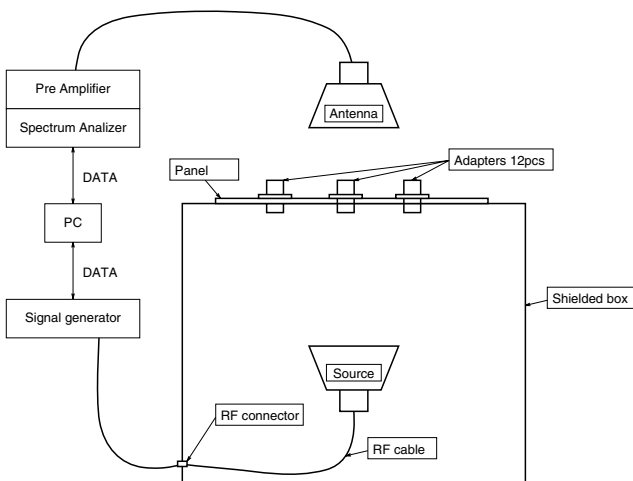 Pre Amplifier
Spectrum Analizer
Antenna
DATA
Panel
Adapters 12pcs
PC
DATA
Signal generator
Shielded box
Source
RF connector
RF cable